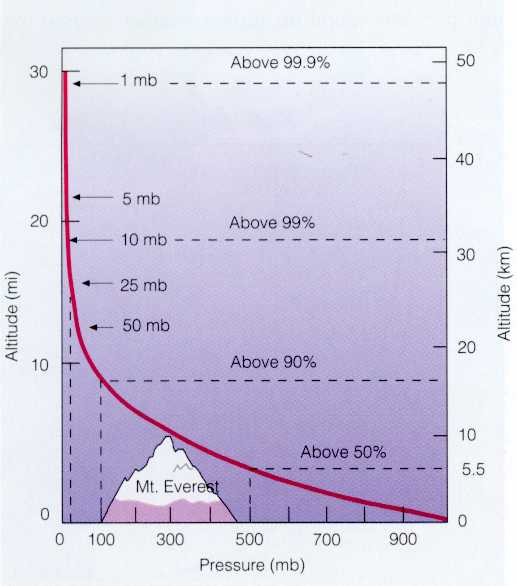 Above 99.9%
50
30
1 mb
40
5 mb
20
Above 99%
10 mb
30
25 mb
Altitude (mi)
Altitude (km)
50 mb
20
10
Above 90%
10
Above 50%
5.5
Mt. Everest
0
0
0 100 300 500 700 900
Pressure (mb)